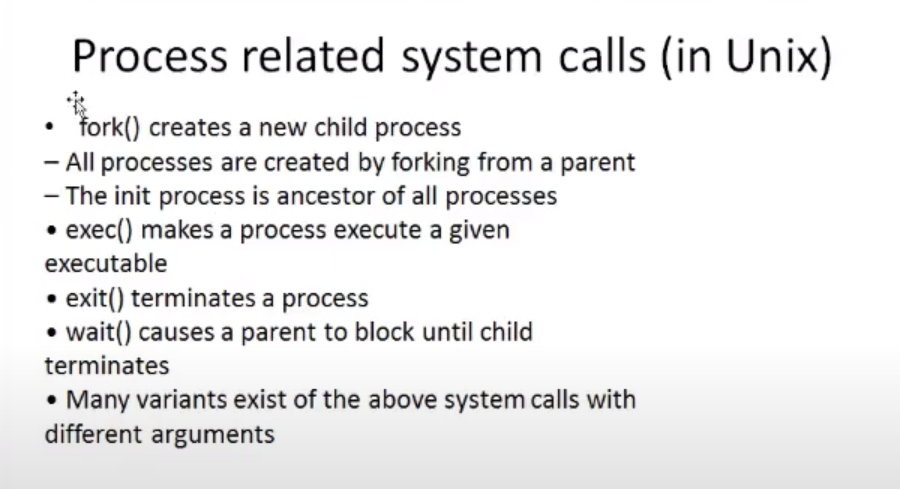 Process related system calls (in Unix)
• fork() creates a new child process
– All processes are created by forking from a parent
– The init process is ancestor of all processes
• exec() makes a process execute a given
executable
• exit() terminates a process
• wait() causes a parent to block until child
terminates
• Many variants exist of the above system calls with
different arguments